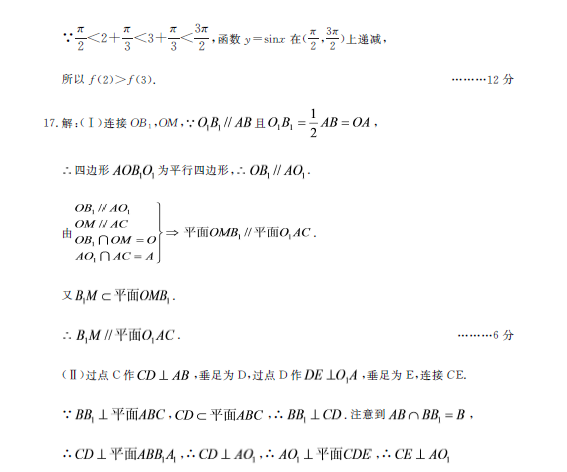 ∵π/2＜2+π/3＜3+π/3＜3π/2,函数 y=sinx 在(π/2,3π/2)上递减,
所以 f(2)>f(3). ………12 分
17.解:(Ⅰ)连接 OB₁,OM,∵O₁B₁ // AB 且 O₁B₁ = 1/2 AB = OA,
∴四边形 AOB₁O₁ 为平行四边形,∴ OB₁ // AO₁.
由 OB₁ // AO₁
OM // AC
OB₁ ⋂ OM = O
AO₁ ⋂ AC = A } ⇒ 平面OMB₁ // 平面O₁AC.
又 B₁M ⊂ 平面OMB₁.
∴ B₁M // 平面O₁AC. ………6 分
(Ⅱ)过点 C 作 CD ⊥ AB,垂足为 D,过点 D 作 DE ⊥O₁A,垂足为 E,连接 CE.
∵ BB₁ ⊥ 平面ABC,CD ⊂ 平面ABC,∴ BB₁ ⊥ CD.注意到 AB ∩ BB₁ = B,
∴CD ⊥ 平面ABB₁A₁,∴CD ⊥ AO₁,∴ AO₁ ⊥ 平面CDE,∴ CE ⊥ AO₁